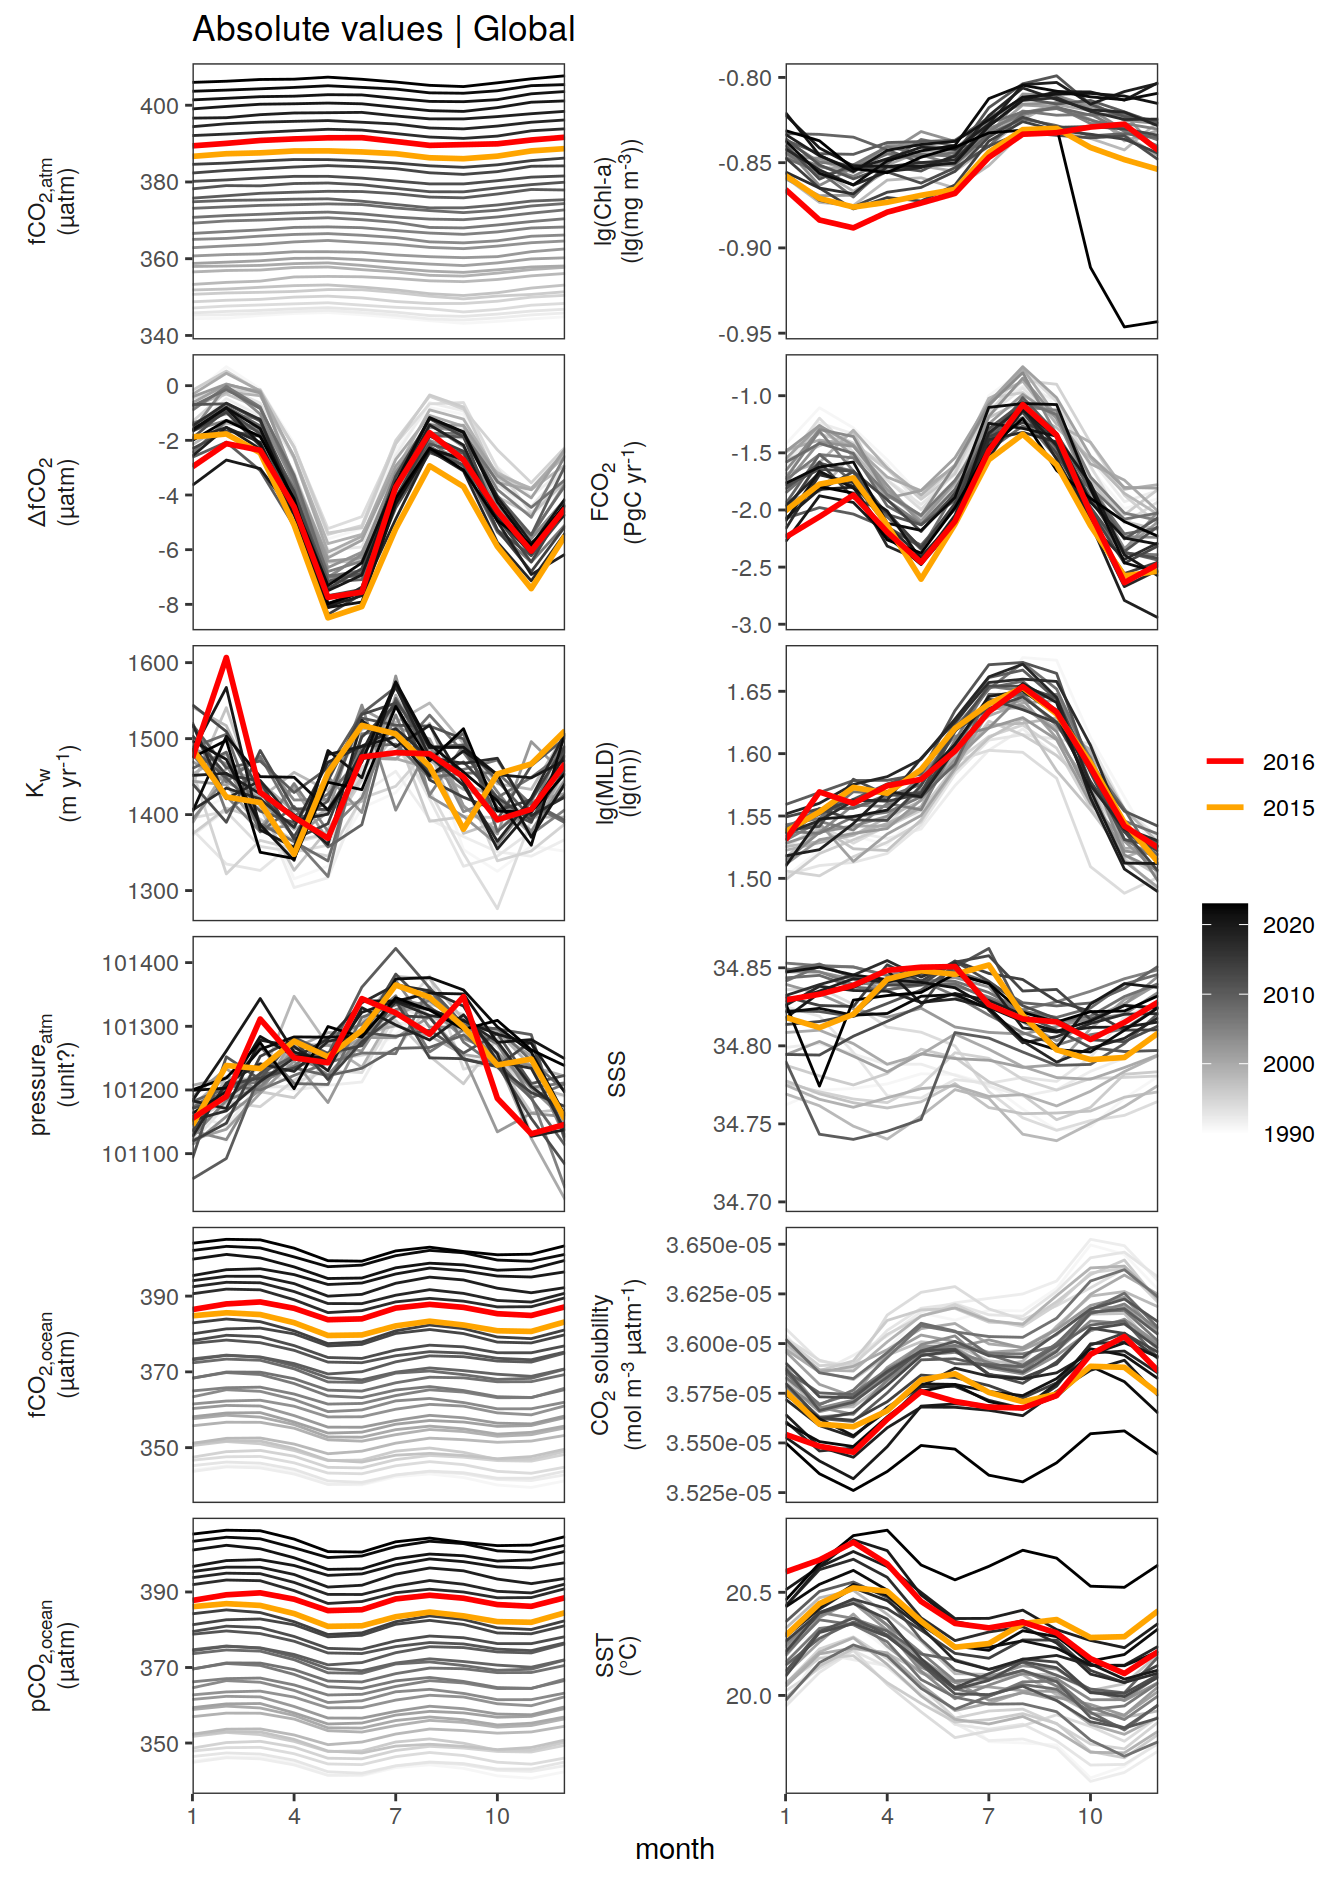 Absolute values | Global
fCO2,atm
(µatm)
400
380
360
340
lg(Chl-a)
(lg(mg m-3))
-0.80
-0.85
-0.90
-0.95
ΔfCO2
(µatm)
0
-2
-4
-6
-8
FCO2
(PgC yr-1)
-1.0
-1.5
-2.0
-2.5
-3.0
Kw
(m yr-1)
1600
1500
1400
1300
lg(MLD)
(lg(m))
1.65
1.60
1.55
1.50
pressureatm
(unit?)
101400
101300
101200
101100
SSS
34.85
34.80
34.75
34.70
fCO2,ocean
(µatm)
390
370
350
CO2 solubility
(mol m-3 µatm-1)
3.650e-05
3.625e-05
3.600e-05
3.575e-05
3.550e-05
3.525e-05
pCO2,ocean
(µatm)
390
370
350
SST
(°C)
20.5
20.0
1 4 7 10
1 4 7 10
month
2016
2015
2020
2010
2000
1990